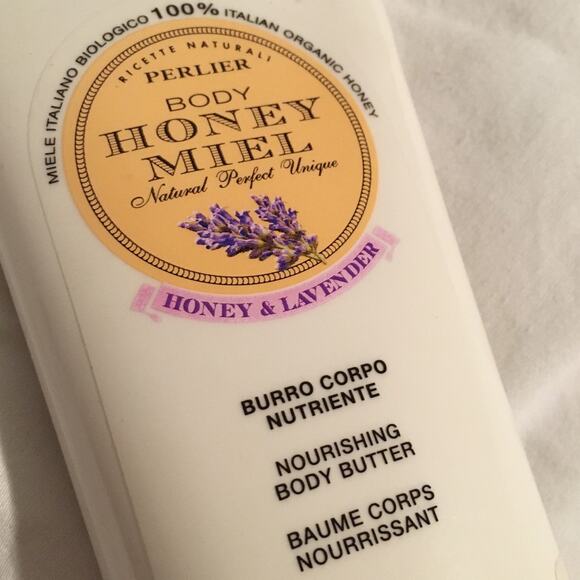 MIELE ITALIANO BIOLOGICO 100% ITALIAN ORGANIC HONEY
RICETTE NATURALI
PERLIER
BODY
HONEY
MIEL
Natural Perfect Unique
HONEY & LAVENDER
BURRO CORPO
NUTRIENTE
NOURISHING
BODY BUTTER
BAUME CORPS
NOURRISSANT